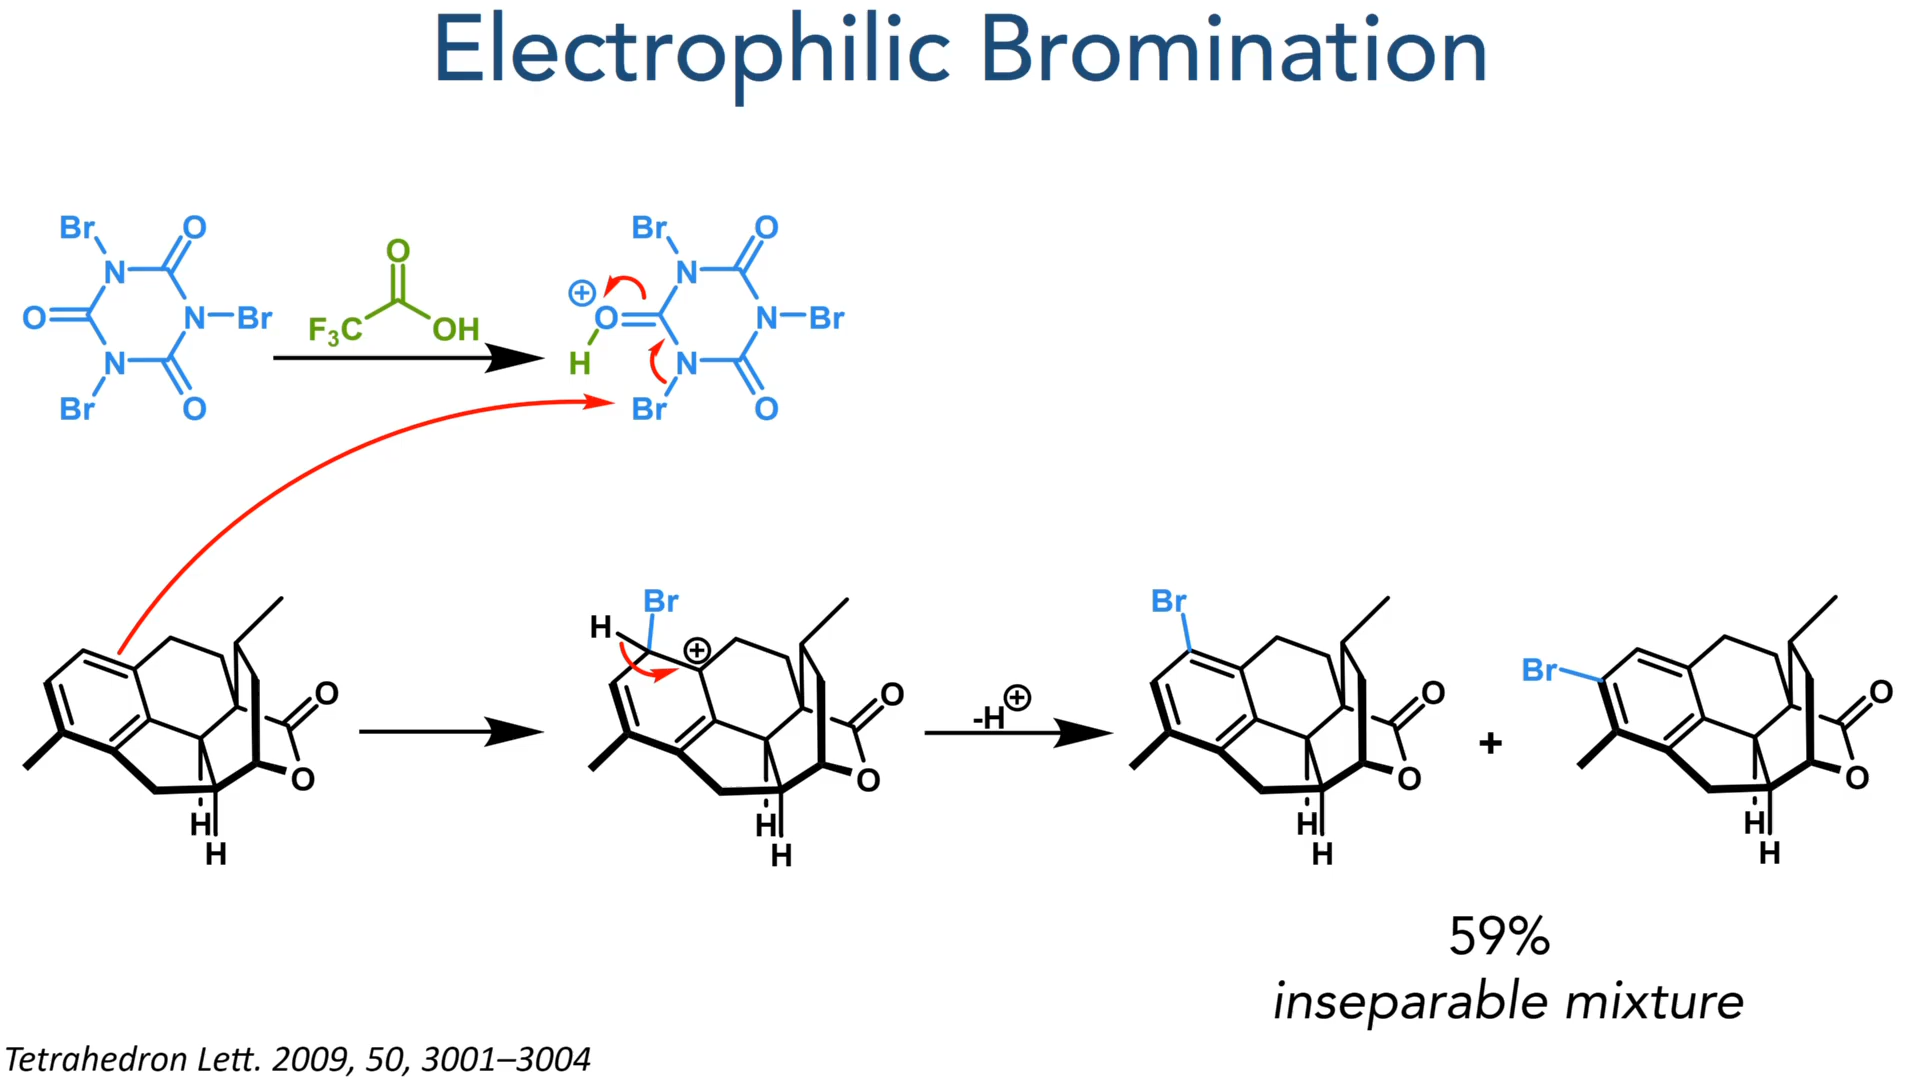 Electrophilic Bromination
Br O
N
O N Br
N
Br O
O
F3C OH
Br O
⊕ N
O N Br
H N
Br O
O
O
H
H
Br
H ⊕
O
O
H
H
-H⊕
Br
O
O
H
H
+
Br
O
O
H
H
59%
inseparable mixture
Tetrahedron Lett. 2009, 50, 3001–3004